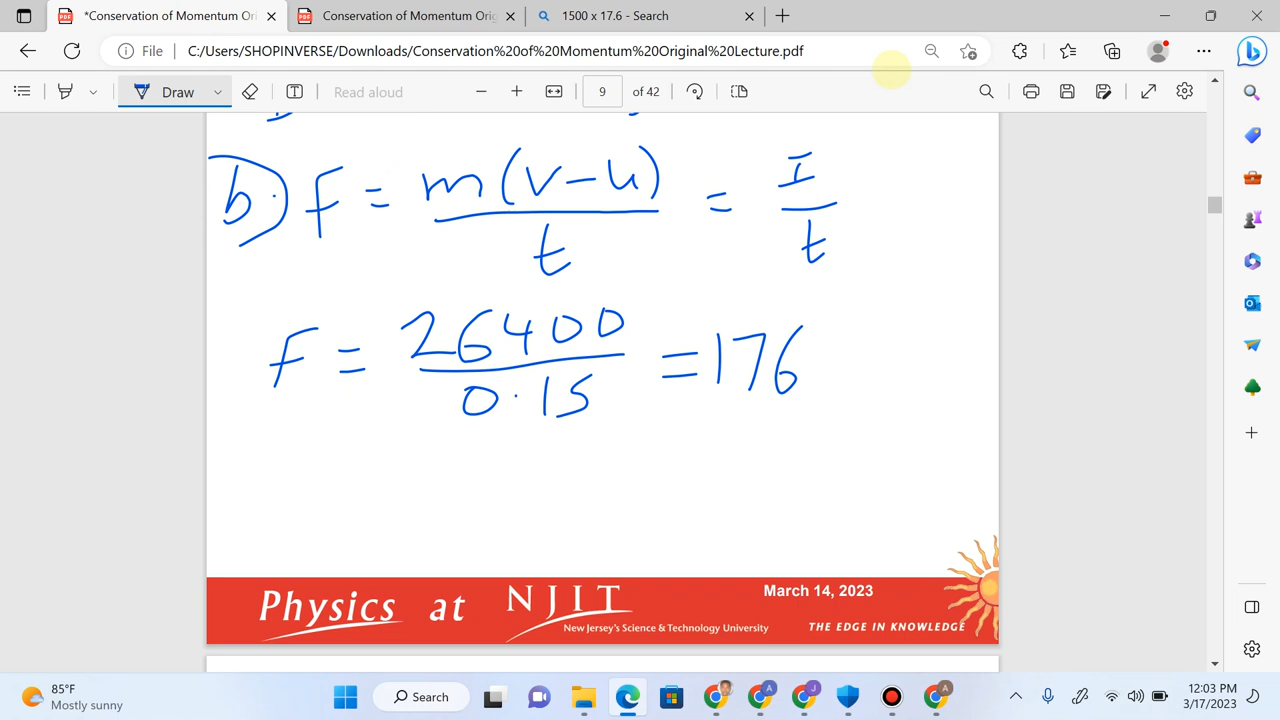 *Conservation of Momentum Ori
Conservation of Momentum Orig
1500 x 17.6 - Search
File
C:/Users/SHOPINVERSE/Downloads/Conservation%20of%20Momentum%20Original%20Lecture.pdf
Draw
Read aloud
9
of 42
b. F = m(v-u) / t = I / t
F = 26400 / 0.15 = 176
Physics at NJIT
New Jersey's Science & Technology University
March 14, 2023
THE EDGE IN KNOWLEDGE
85°F
Mostly sunny
Search
12:03 PM
3/17/2023